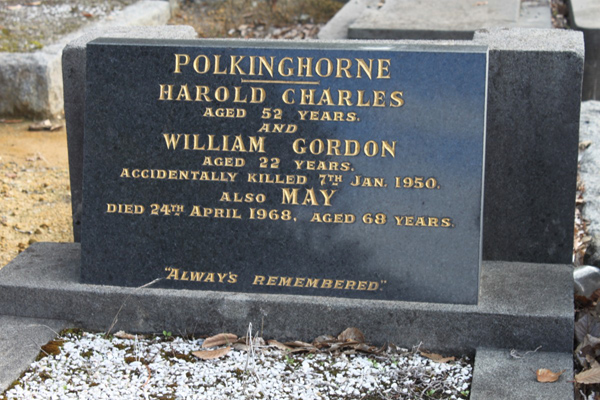 POLKINGHORNE
HAROLD CHARLES
AGED 52 YEARS.
AND
WILLIAM GORDON
AGED 22 YEARS.
ACCIDENTALLY KILLED 7TH JAN. 1950.
ALSO MAY
DIED 24TH APRIL 1968, AGED 68 YEARS.
"ALWAY'S REMEMBERED."